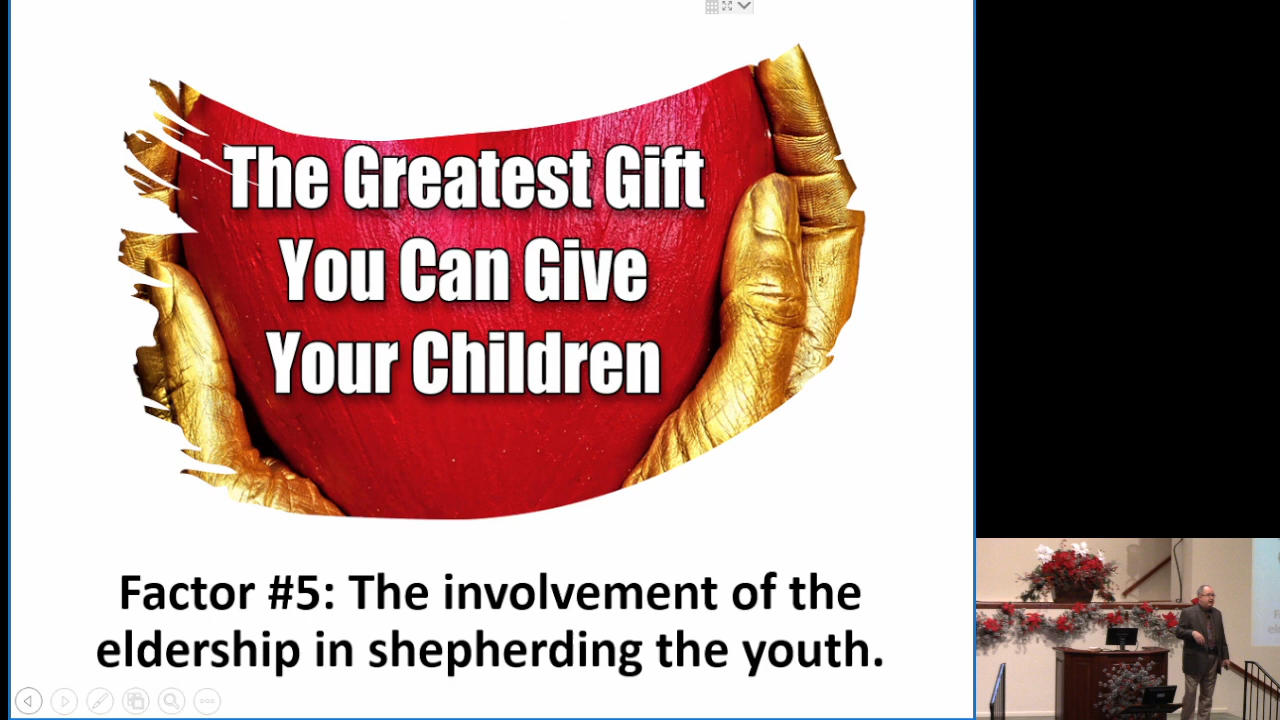 The Greatest Gift
You Can Give
Your Children
Factor #5: The involvement of the
eldership in shepherding the youth.